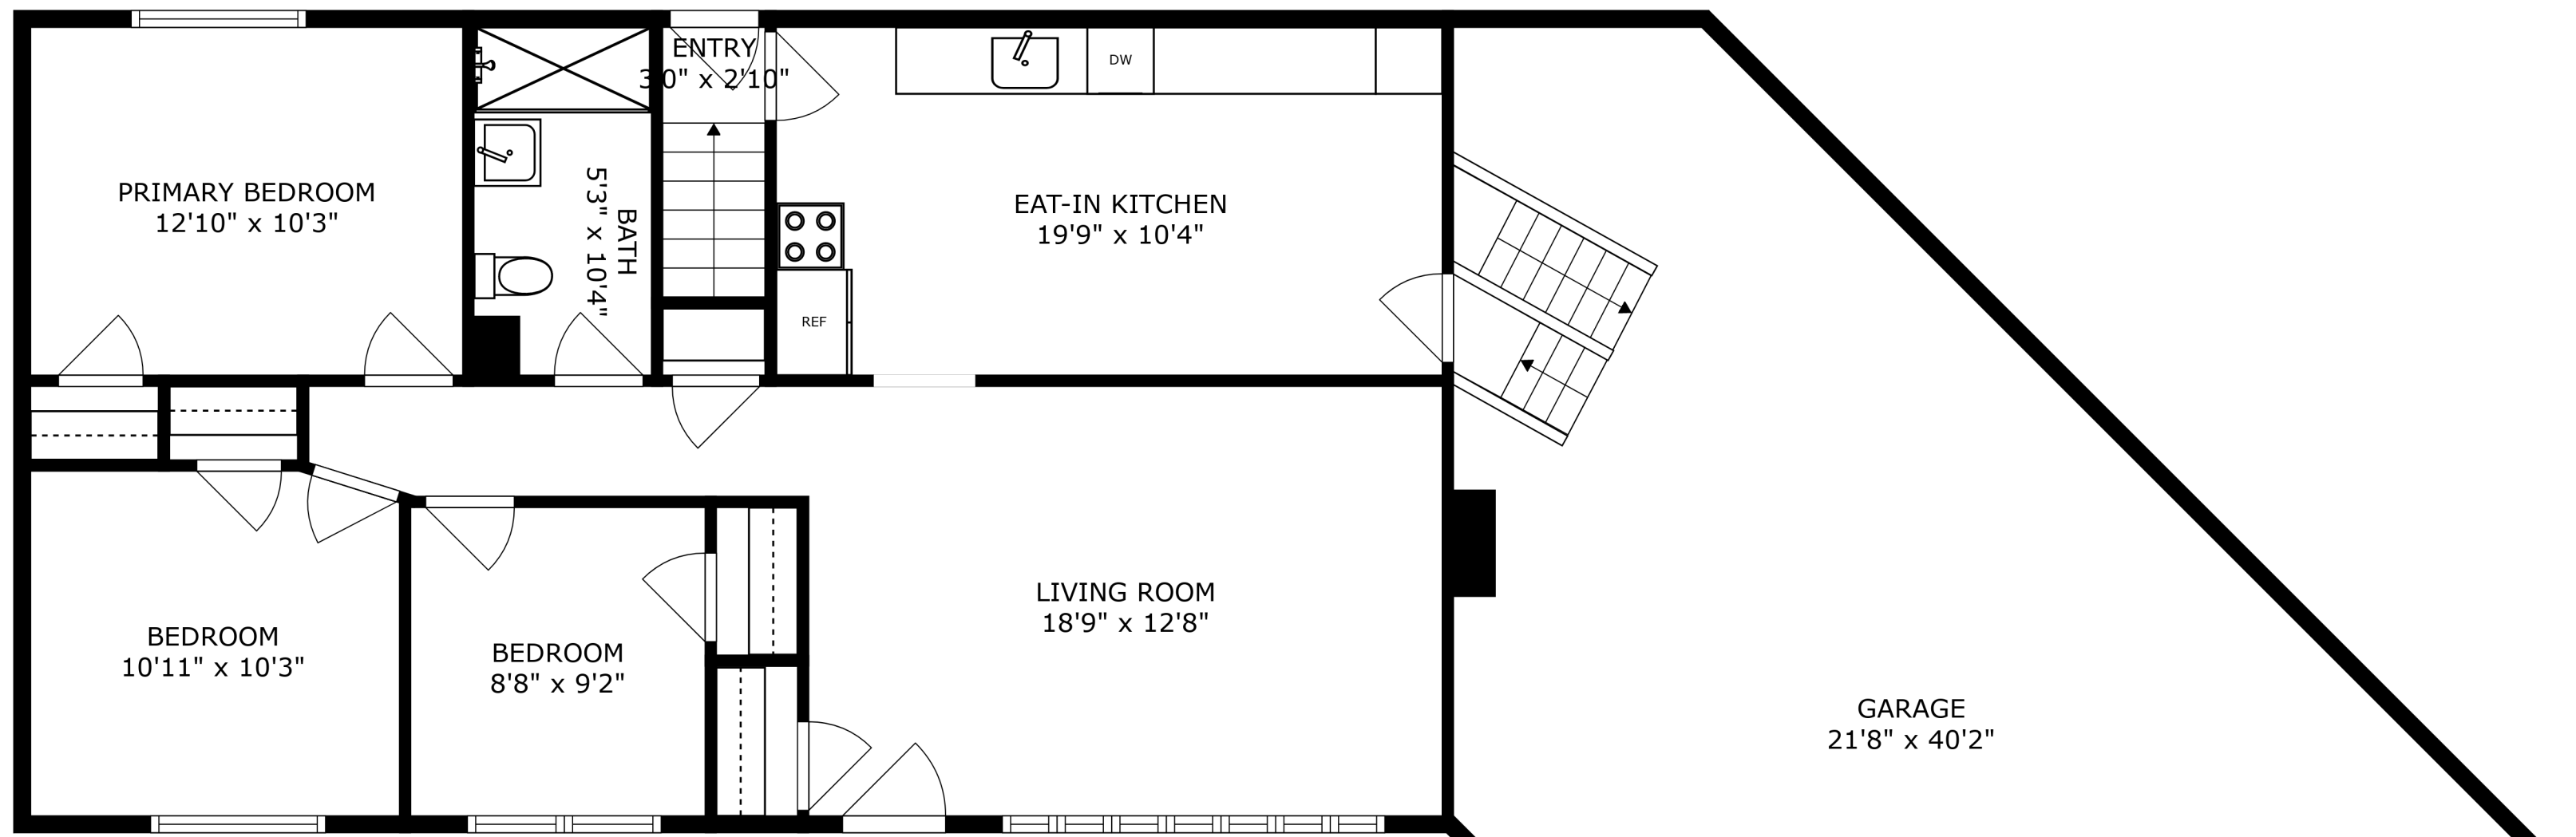 ENTRY
3'0" x 2'10"
DW
PRIMARY BEDROOM
12'10" x 10'3"
BATH
5'3" x 10'4"
EAT-IN KITCHEN
19'9" x 10'4"
REF
BEDROOM
10'11" x 10'3"
BEDROOM
8'8" x 9'2"
LIVING ROOM
18'9" x 12'8"
GARAGE
21'8" x 40'2"